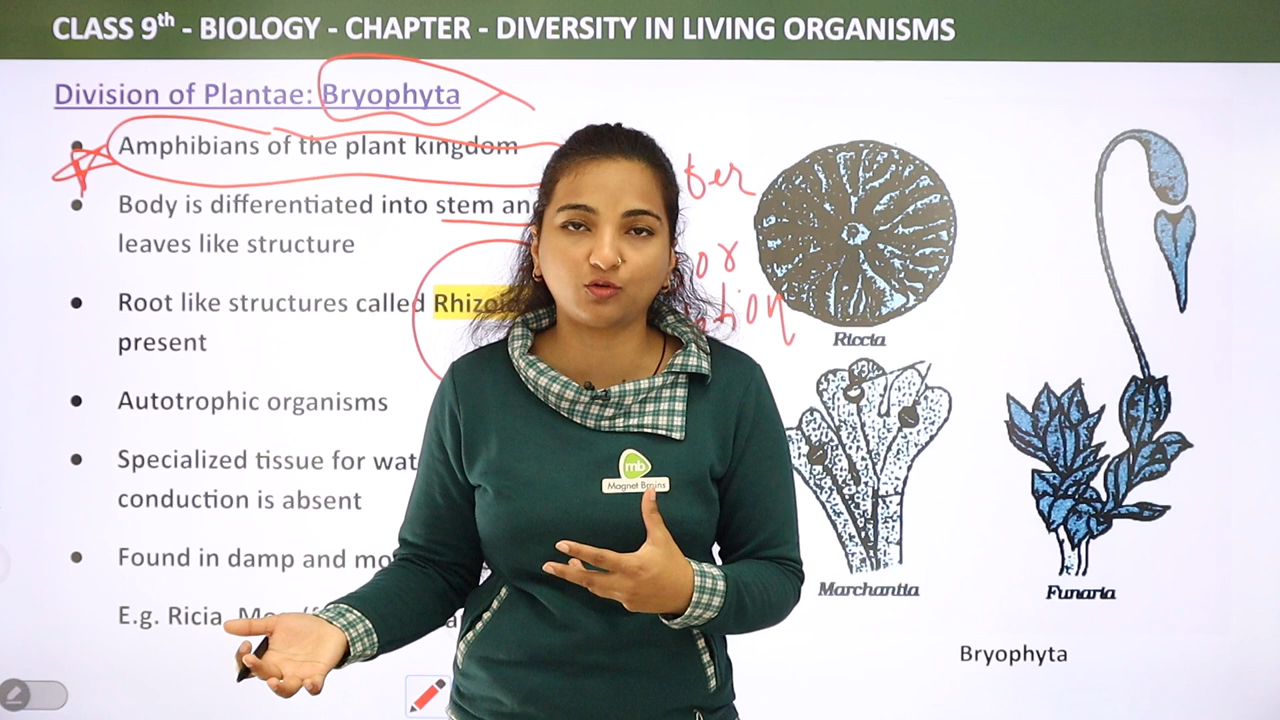 CLASS 9th - BIOLOGY - CHAPTER - DIVERSITY IN LIVING ORGANISMS
Division of Plantae: Bryophyta
• Amphibians of the plant kingdom
• Body is differentiated into stem an
leaves like structure
• Root like structures called Rhizoid
present
• Autotrophic organisms
• Specialized tissue for wat
conduction is absent
• Found in damp and mo
E.g. Ricia
Riccia
Marchantia
Funaria
Bryophyta
mb
Magnet Brains